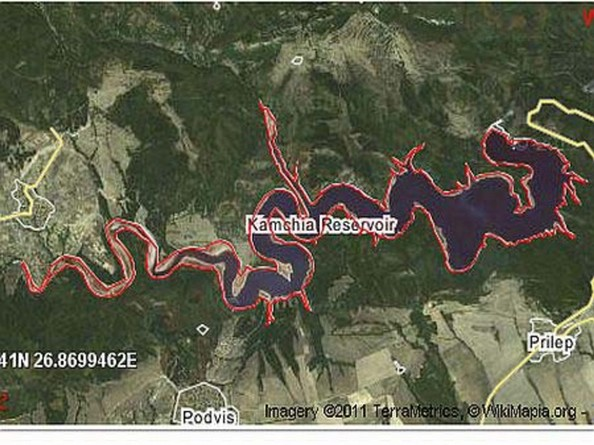 Kamchia Reservoir
Prilep
41N 26.8699462E
Podvis
Imagery ©2011 TerraMetrics, ©WikiMapia.org -